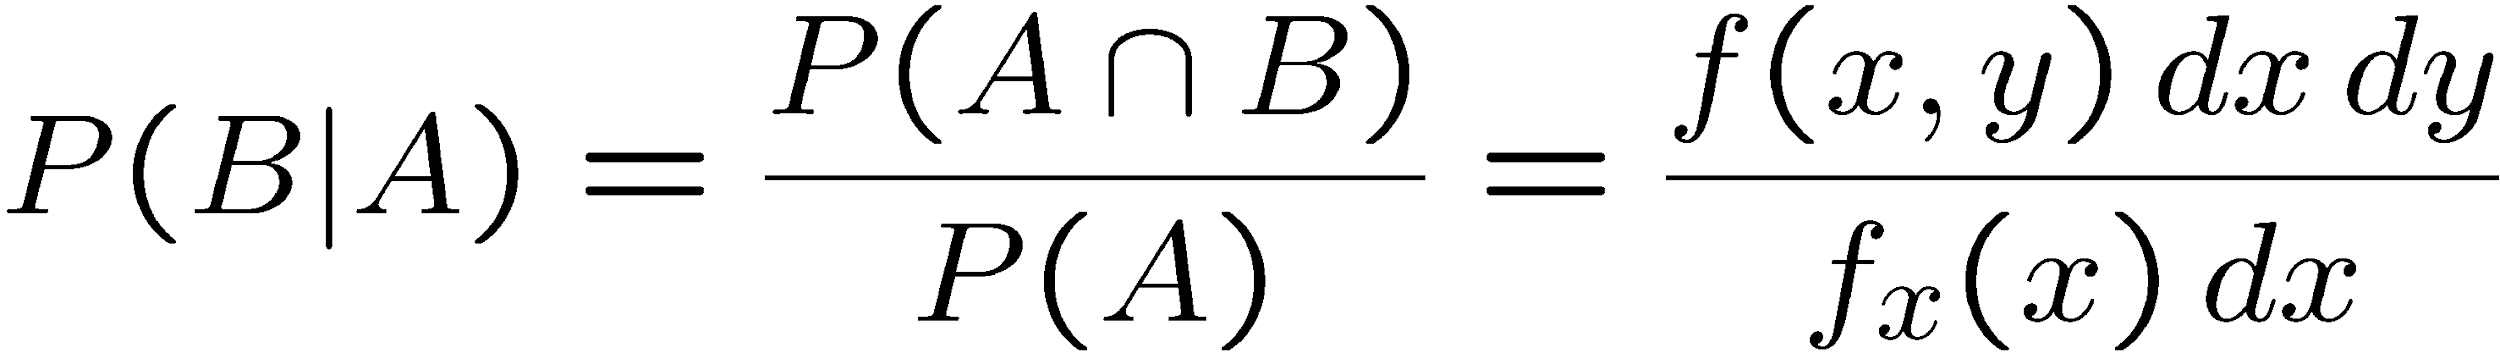 P(B|A) = P(A ∩ B) / P(A) = f(x, y) dx dy / f_x(x) dx